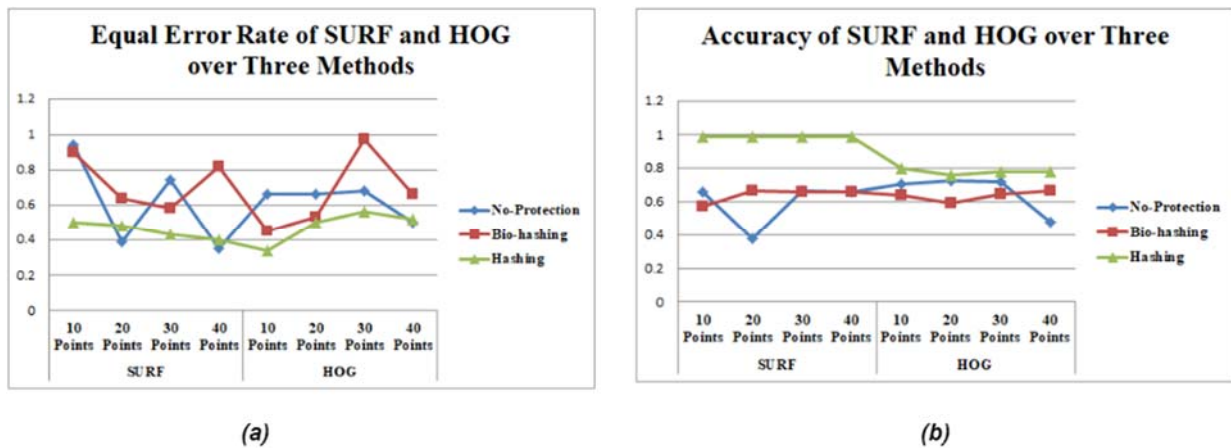 Equal Error Rate of SURF and HOG
over Three Methods
1.2
1
0.8
0.6
0.4
0.2
0
10 20 30 40 10 20 30 40
Points Points Points Points Points Points Points Points
SURF HOG
No-Protection
Bio-hashing
Hashing
(a)
Accuracy of SURF and HOG over Three
Methods
1.2
1
0.8
0.6
0.4
0.2
0
10 20 30 40 10 20 30 40
Points Points Points Points Points Points Points Points
SURF HOG
No-Protection
Bio-hashing
Hashing
(b)